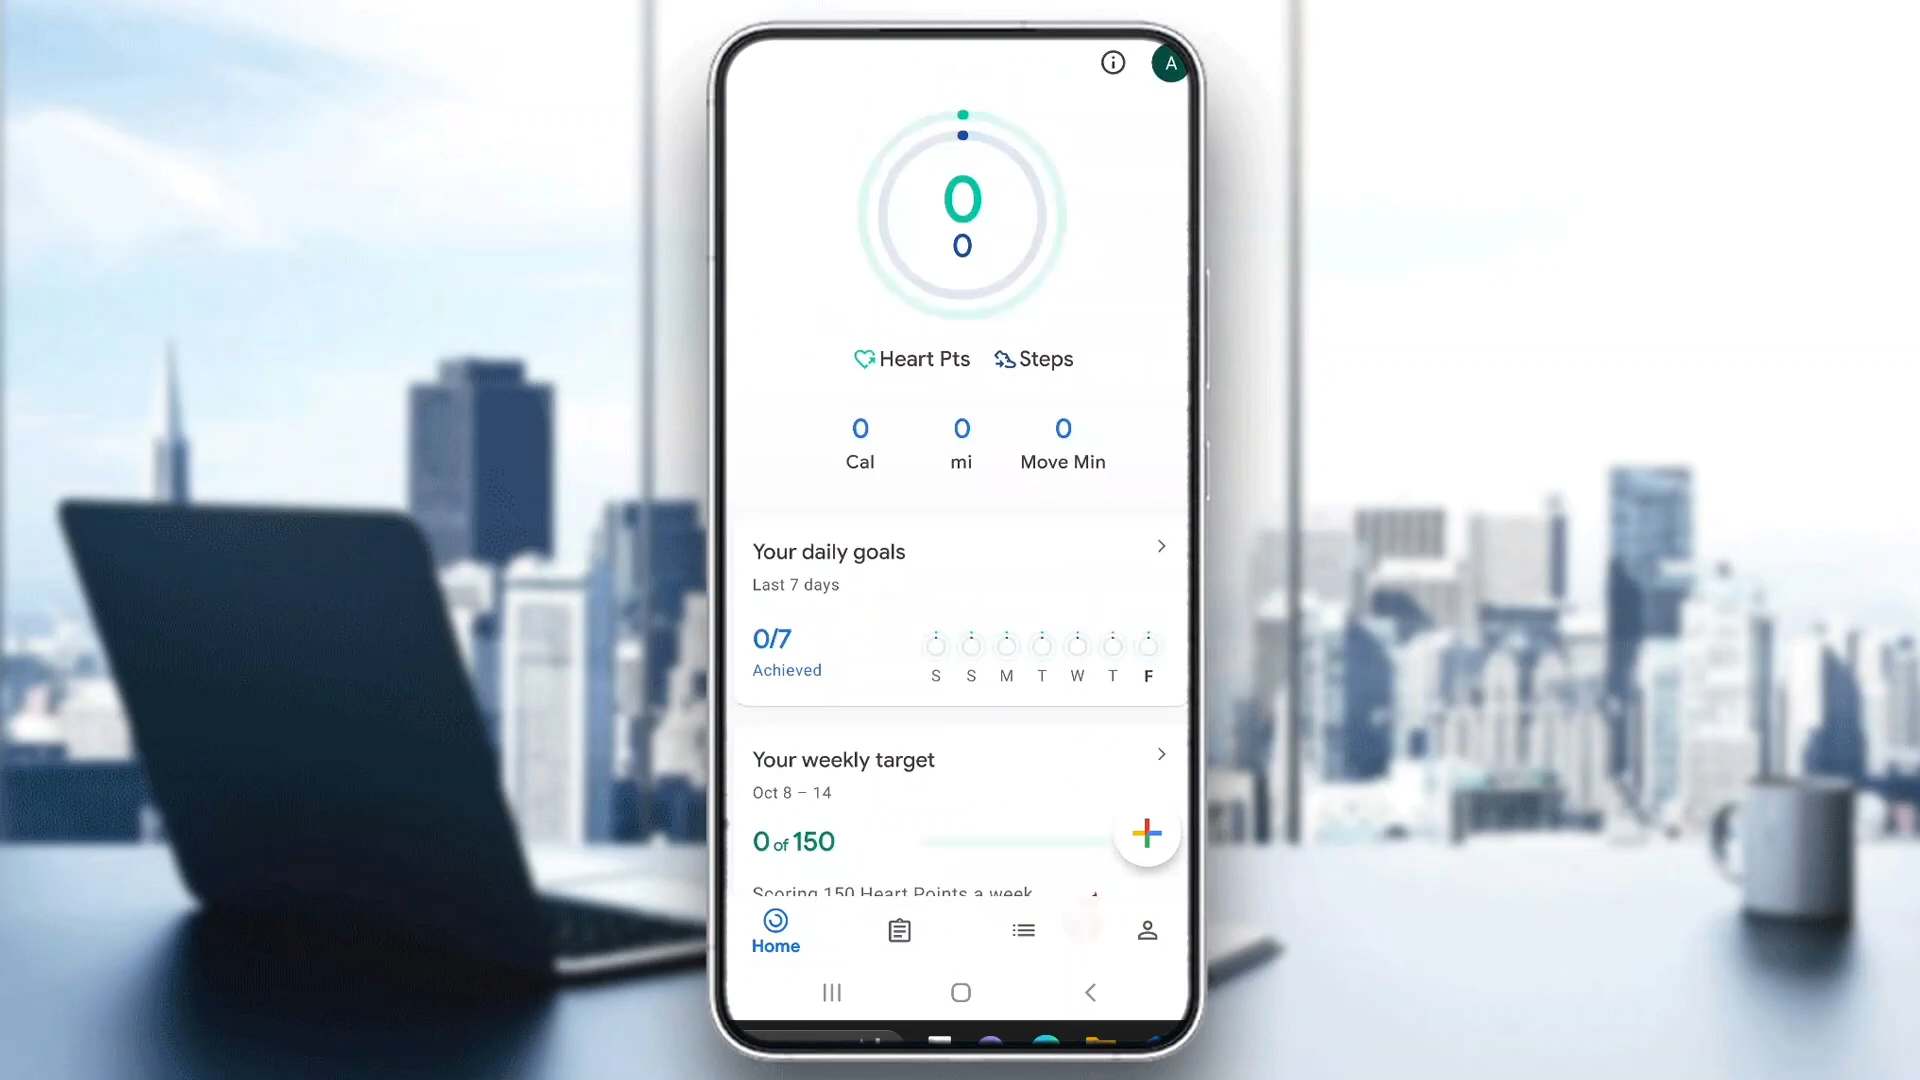 A
0
0
Heart Pts Steps
0 0 0
Cal mi Move Min
Your daily goals
Last 7 days
0/7
Achieved
S S M T W T F
Your weekly target
Oct 8 – 14
0 of 150
Scoring 150 Heart Points a week
Home